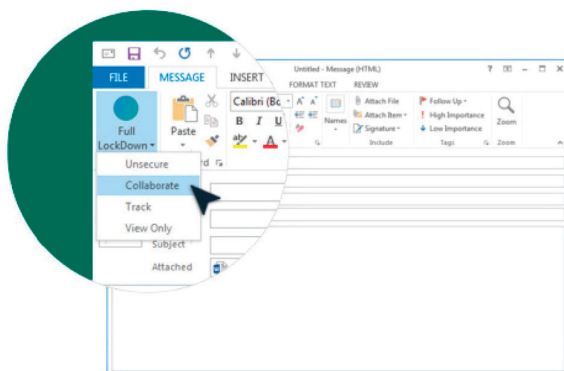 Untitled - Message (HTML)
FILE MESSAGE INSERT FORMAT TEXT REVIEW
Full LockDown
Paste
Calibri (Bo
B I U
Names
Attach File
Attach Item
Signature
Include
Follow Up
High Importance
Low Importance
Tags
Zoom
Zoom
Unsecure
Collaborate
Track
View Only
Subject
Attached